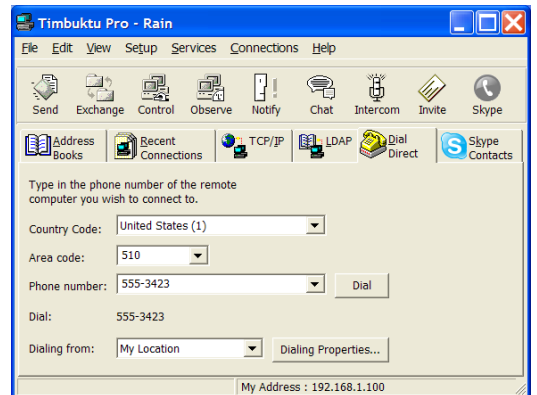 Timbuktu Pro - Rain
File Edit View Setup Services Connections Help
Send Exchange Control Observe Notify Chat Intercom Invite Skype
Address Books Recent Connections TCP/IP LDAP Dial Direct Skype Contacts
Type in the phone number of the remote
computer you wish to connect to.
Country Code: United States (1)
Area code: 510
Phone number: 555-3423 Dial
Dial: 555-3423
Dialing from: My Location Dialing Properties...
My Address : 192.168.1.100